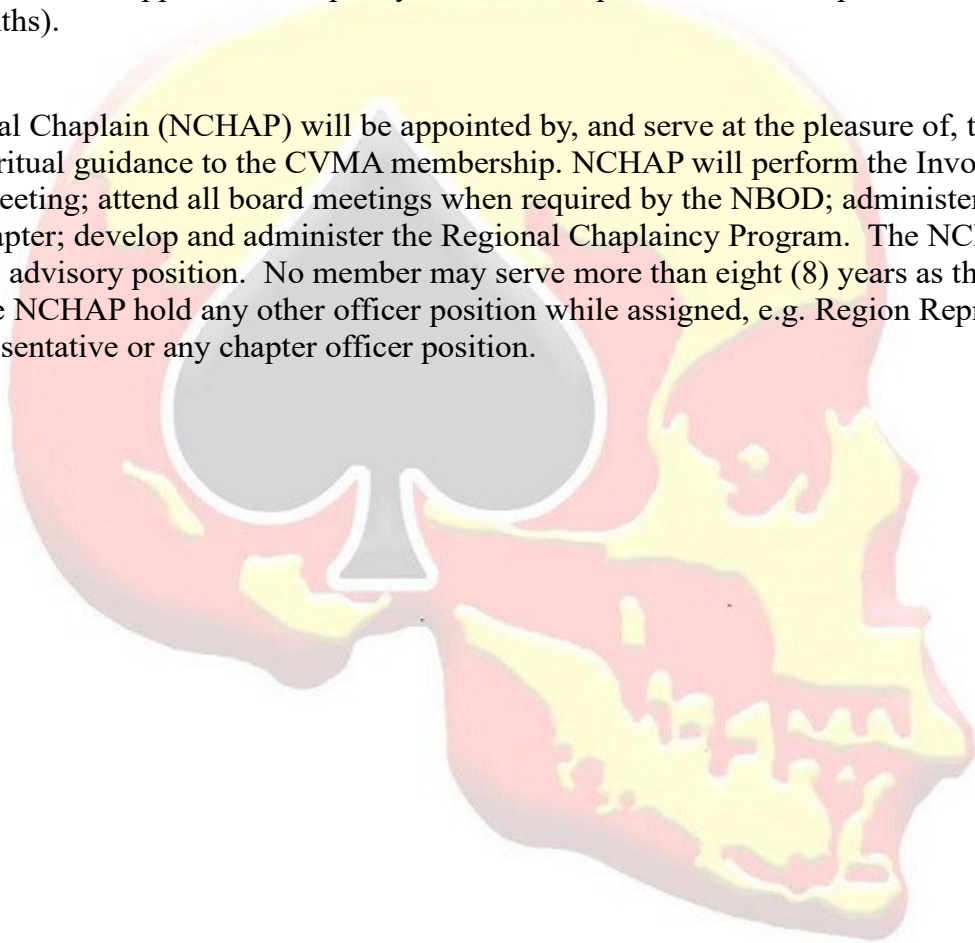 ths).
al Chaplain (NCHAP) will be appointed by, and serve at the pleasure of, t
ritual guidance to the CVMA membership. NCHAP will perform the Invo
eeting; attend all board meetings when required by the NBOD; administer
apter; develop and administer the Regional Chaplaincy Program. The NC
advisory position. No member may serve more than eight (8) years as th
e NCHAP hold any other officer position while assigned, e.g. Region Repr
sentative or any chapter officer position.